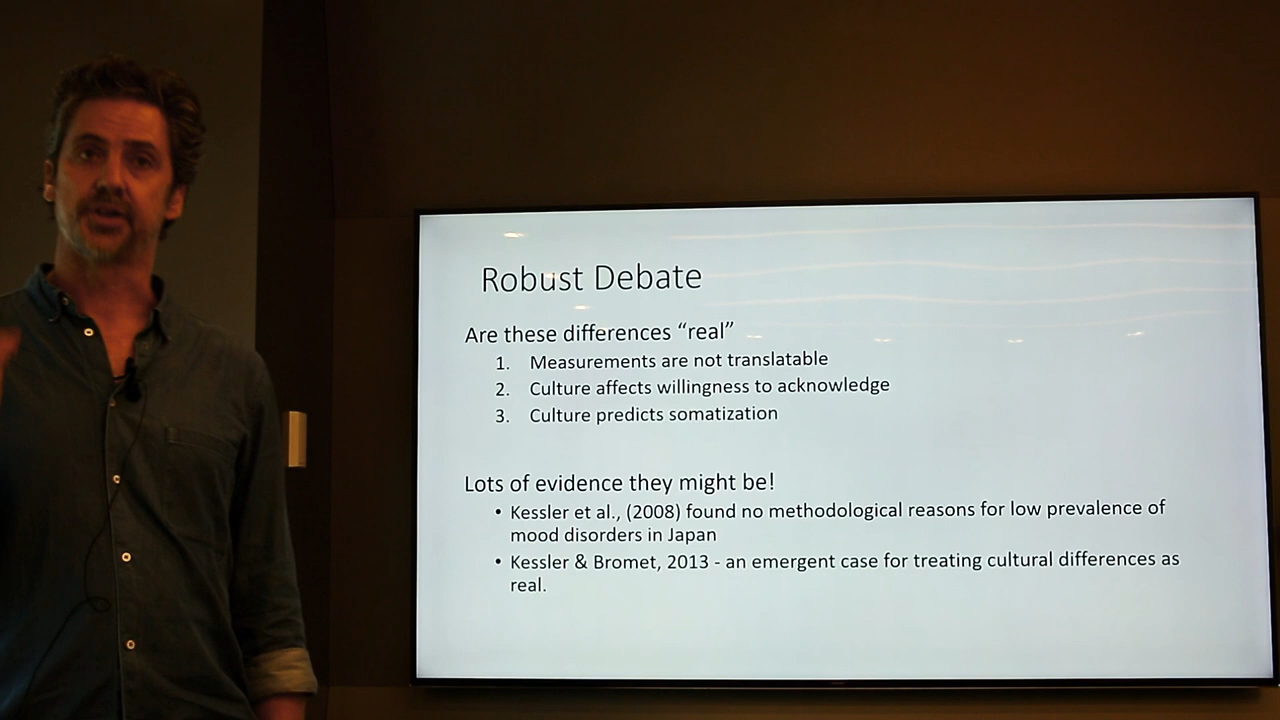 Robust Debate
Are these differences “real”
1. Measurements are not translatable
2. Culture affects willingness to acknowledge
3. Culture predicts somatization
Lots of evidence they might be!
• Kessler et al., (2008) found no methodological reasons for low prevalence of
mood disorders in Japan
• Kessler & Bromet, 2013 - an emergent case for treating cultural differences as
real.